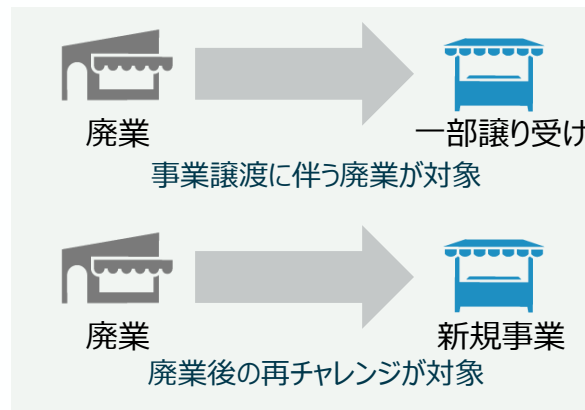 廃業
一部譲り受け
事業譲渡に伴う廃業が対象
廃業
新規事業
廃業後の再チャレンジが対象